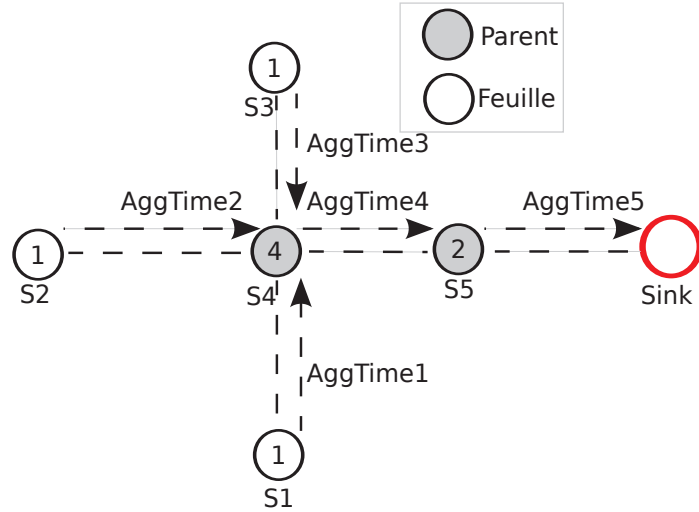 Parent
Feuille
1
S3
AggTime3
AggTime2
AggTime4
AggTime5
1
4
2
S2
S4
S5
Sink
AggTime1
1
S1